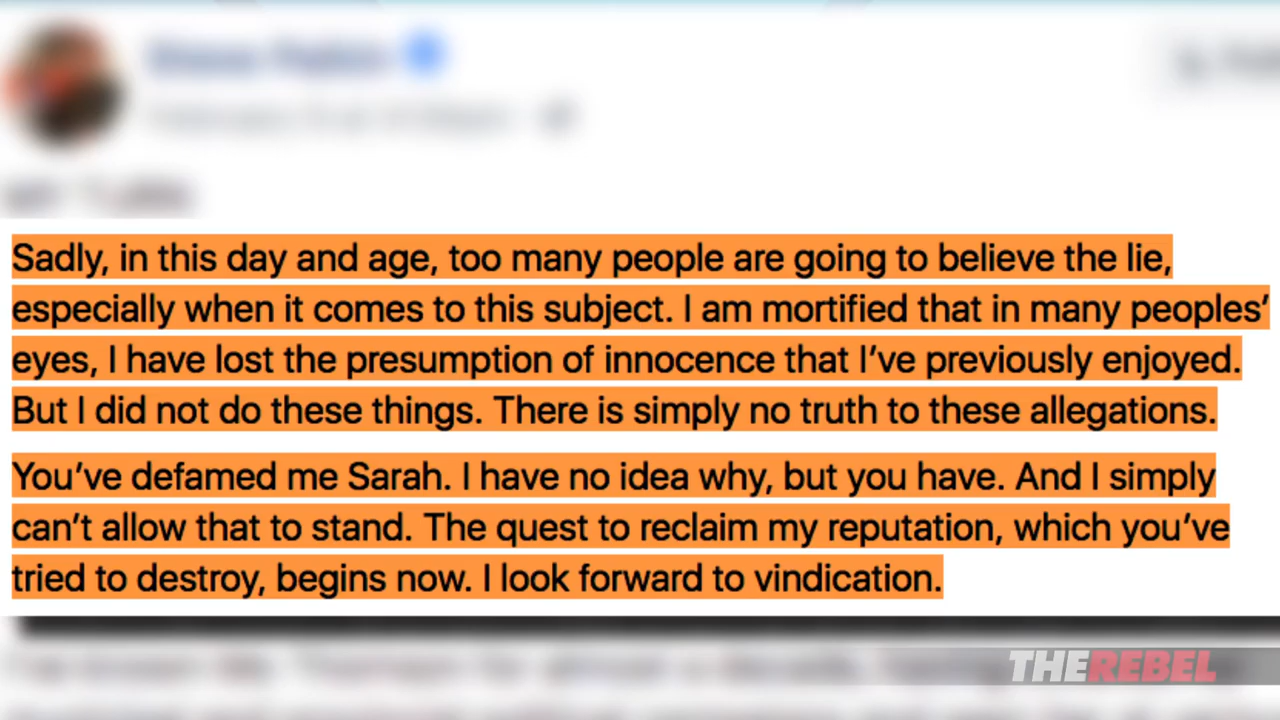 Sadly, in this day and age, too many people are going to believe the lie,
especially when it comes to this subject. I am mortified that in many peoples’
eyes, I have lost the presumption of innocence that I’ve previously enjoyed.
But I did not do these things. There is simply no truth to these allegations.
You’ve defamed me Sarah. I have no idea why, but you have. And I simply
can’t allow that to stand. The quest to reclaim my reputation, which you’ve
tried to destroy, begins now. I look forward to vindication.
THEREBEL